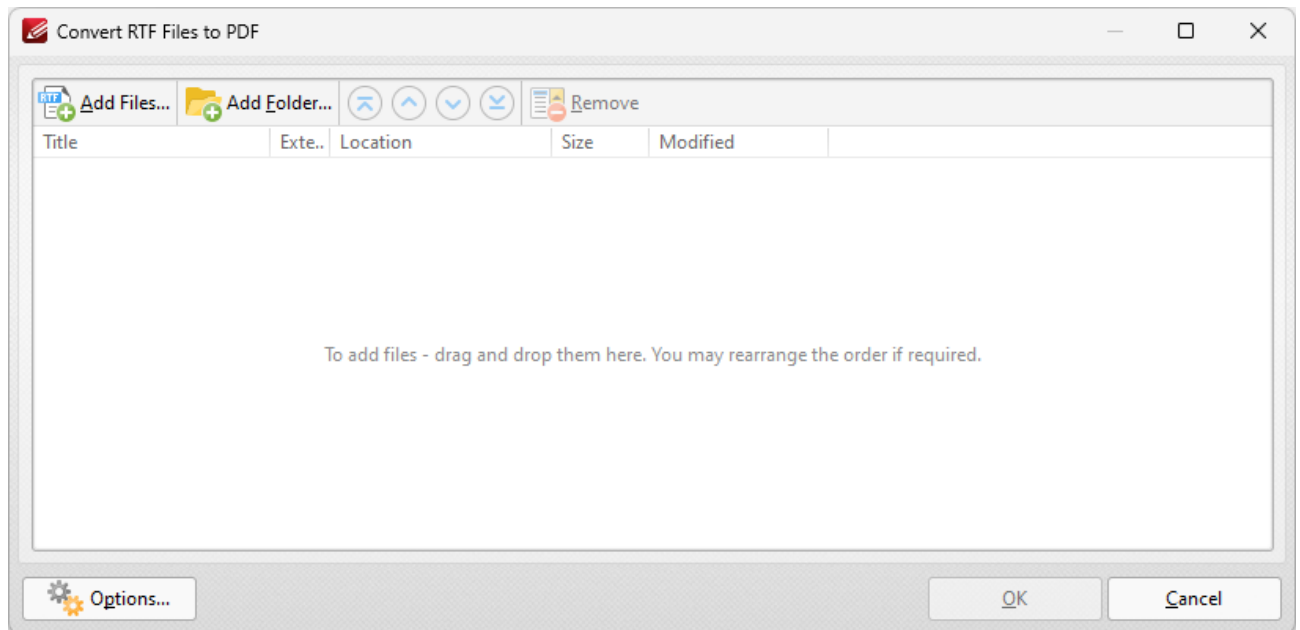 Convert RTF Files to PDF
RTF Add Files... Add Folder... Remove
Title Exte.. Location Size Modified
To add files - drag and drop them here. You may rearrange the order if required.
Options... OK Cancel